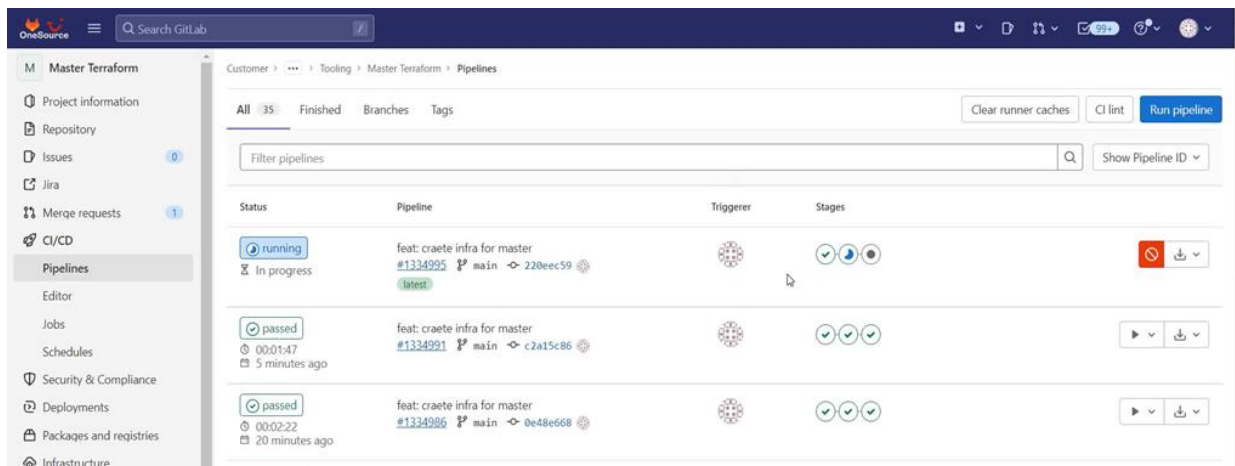 OneSource
Search GitLab
/
99+
M Master Terraform
Project information
Repository
Issues 0
Jira
Merge requests 1
CI/CD
Pipelines
Editor
Jobs
Schedules
Security & Compliance
Deployments
Packages and registries
Infrastructure
Customer > ... > Tooling > Master Terraform > Pipelines
All 35 Finished Branches Tags
Clear runner caches CI lint Run pipeline
Filter pipelines
Show Pipeline ID
Status Pipeline Triggerer Stages
running
In progress
feat: craete infra for master
#1334995 main 220eec59
latest
passed
00:01:47
5 minutes ago
feat: craete infra for master
#1334991 main c2a15c86
passed
00:02:22
20 minutes ago
feat: craete infra for master
#1334986 main 0e48e668